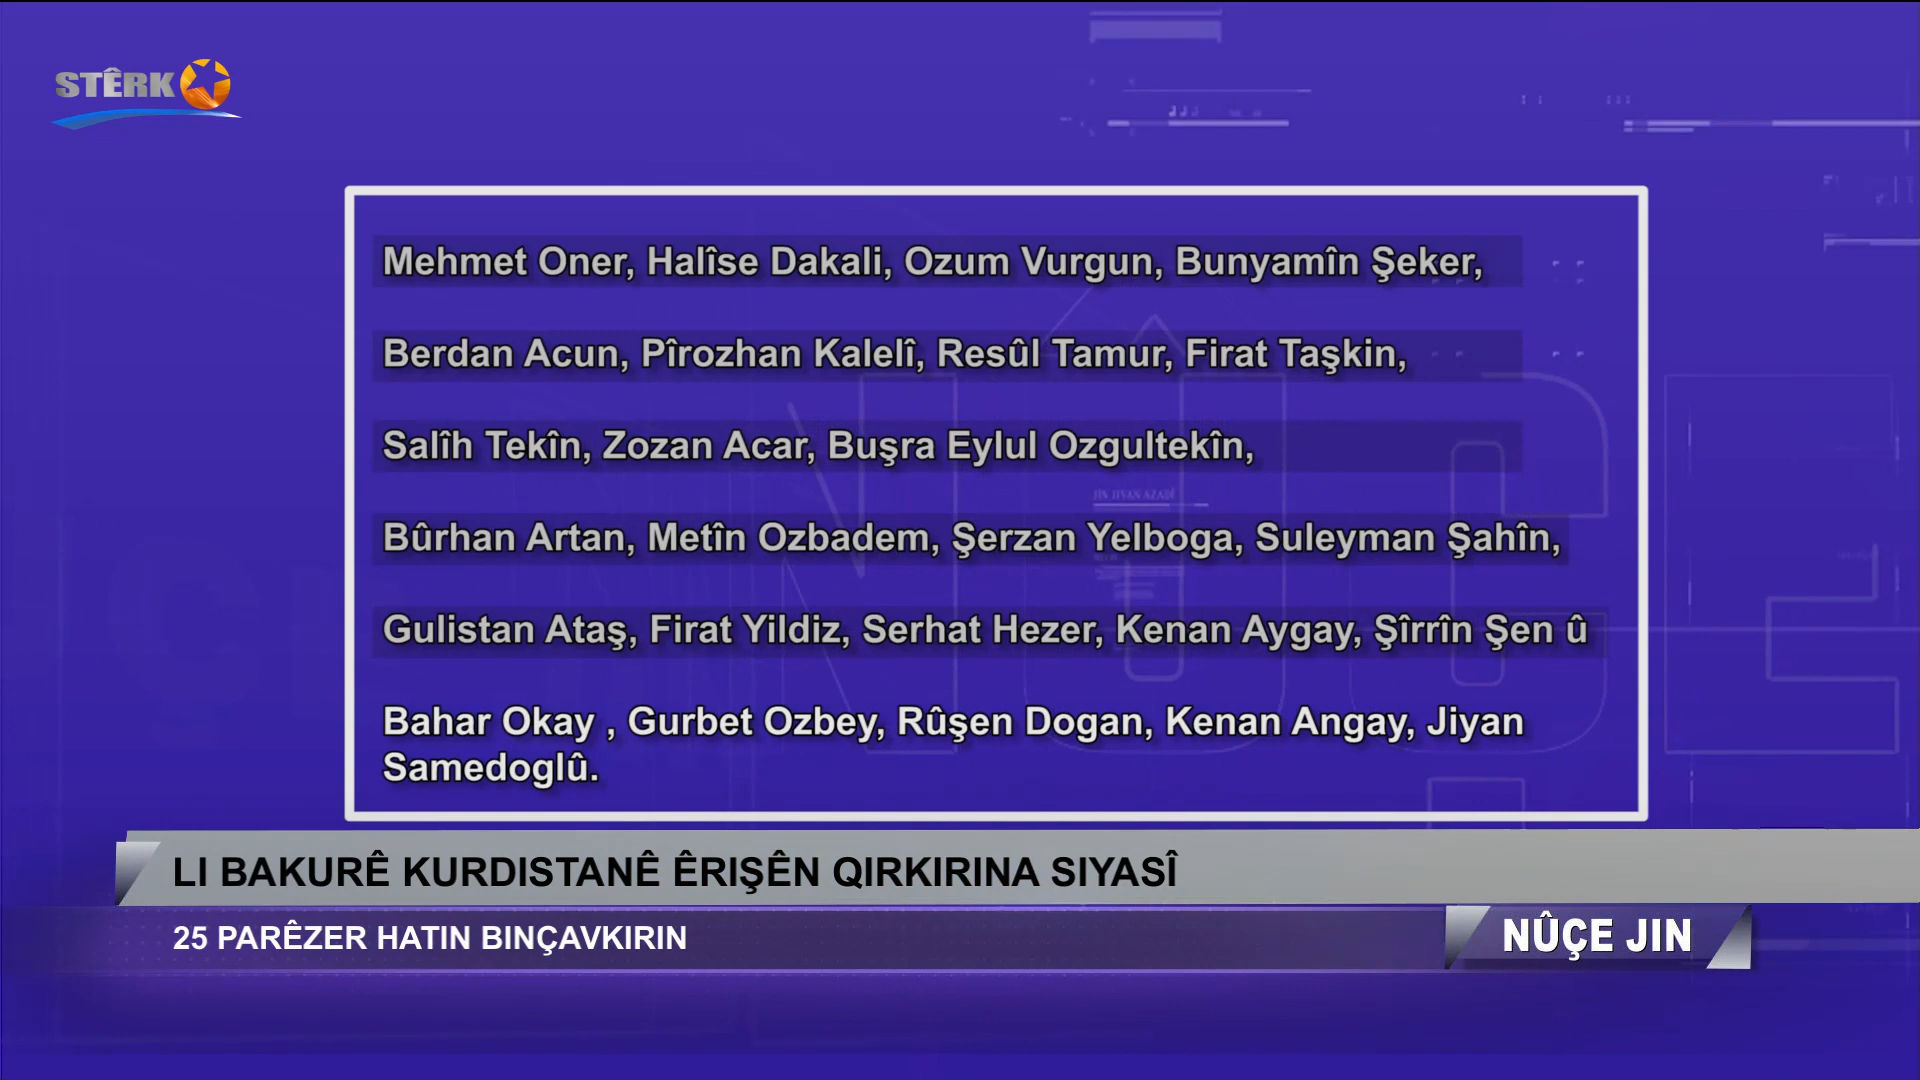 STÊRK
Mehmet Oner, Halîse Dakali, Ozum Vurgun, Bunyamîn Şeker,
Berdan Acun, Pîrozhan Kalelî, Resûl Tamur, Firat Taşkin,
Salîh Tekîn, Zozan Acar, Buşra Eylul Ozgultekîn,
JIN JIYAN AZADÎ
Bûrhan Artan, Metîn Ozbadem, Şerzan Yelboga, Suleyman Şahîn,
Gulistan Ataş, Firat Yildiz, Serhat Hezer, Kenan Aygay, Şîrrîn Şen û
Bahar Okay , Gurbet Ozbey, Rûşen Dogan, Kenan Angay, Jiyan
Samedoglû.
LI BAKURÊ KURDISTANÊ ÊRIŞÊN QIRKIRINA SIYASÎ
25 PARÊZER HATIN BINÇAVKIRIN
NÛÇE JIN